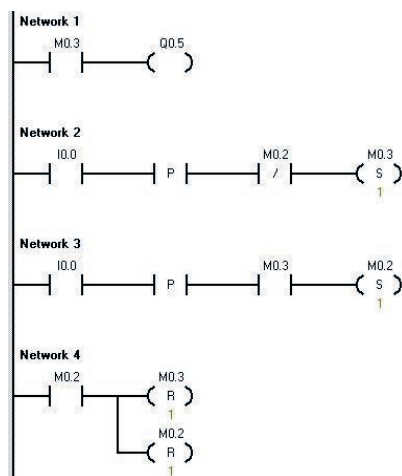 Network 1
M0.3 Q0.5
Network 2
I0.0 M0.2 M0.3
P / S
1
Network 3
I0.0 M0.3 M0.2
P S
1
Network 4
M0.2 M0.3
R
1
M0.2
R
1